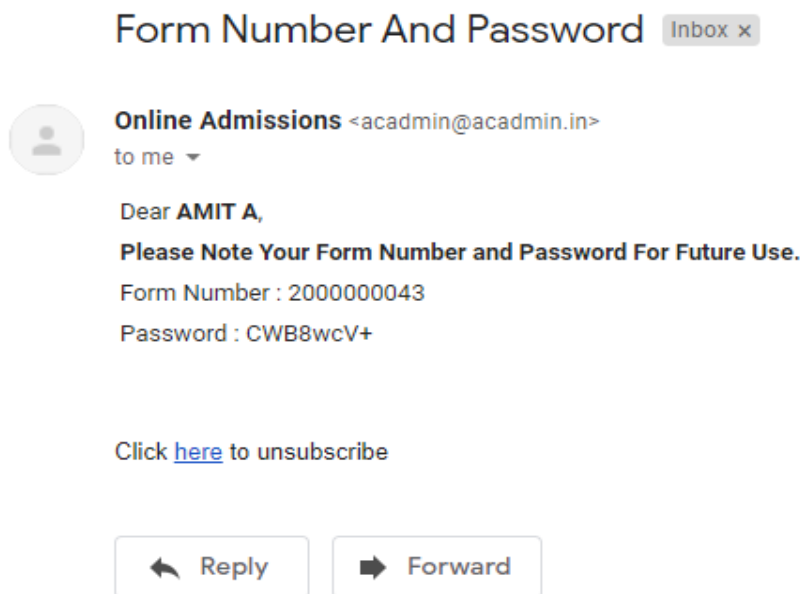 Form Number And Password Inbox ×
Online Admissions <acadmin@acadmin.in>
to me
Dear AMIT A,
Please Note Your Form Number and Password For Future Use.
Form Number : 2000000043
Password : CWB8wcV+
Click here to unsubscribe
Reply Forward